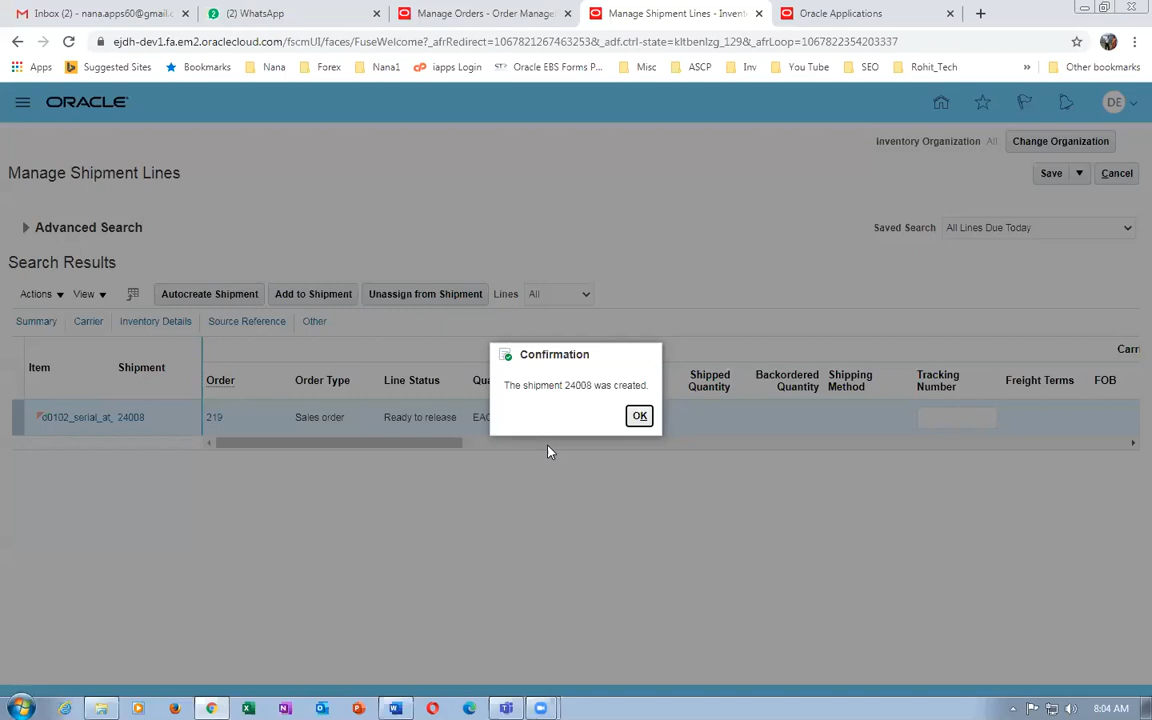 Inbox (2) - nana.apps60@gmail.c
(2) WhatsApp
Manage Orders - Order Manage
Manage Shipment Lines - Invent
Oracle Applications
ejdh-dev1.fa.em2.oraclecloud.com/fscmUI/faces/FuseWelcome?_afrRedirect=1067821267463253&_adf.ctrl-state=kltbenlzg_129&_afrLoop=1067822354203337
Apps
Suggested Sites
Bookmarks
Nana
Forex
Nana1
iapps Login
Oracle EBS Forms P...
Misc
ASCP
Inv
You Tube
SEO
Rohit_Tech
»
Other bookmarks
ORACLE
DE
Inventory Organization All
Change Organization
Manage Shipment Lines
Save
Cancel
Advanced Search
Saved Search
All Lines Due Today
Search Results
Actions
View
Autocreate Shipment
Add to Shipment
Unassign from Shipment
Lines
All
Summary
Carrier
Inventory Details
Source Reference
Other
Carr
Item
Shipment
Order
Order Type
Line Status
Qua
Shipped Quantity
Backordered Quantity
Shipping Method
Tracking Number
Freight Terms
FOB
d0102_serial_at_
24008
219
Sales order
Ready to release
EAC
Confirmation
The shipment 24008 was created.
OK
8:04 AM